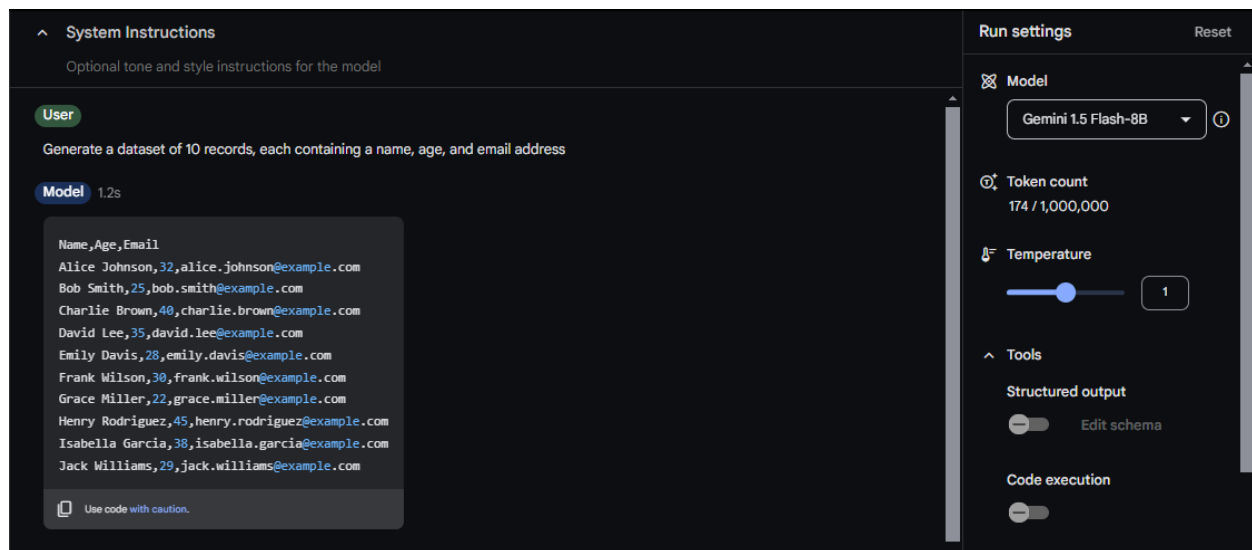 System Instructions
Optional tone and style instructions for the model
User
Generate a dataset of 10 records, each containing a name, age, and email address
Model 1.2s
Name,Age,Email
Alice Johnson,32,alice.johnson@example.com
Bob Smith,25,bob.smith@example.com
Charlie Brown,40,charlie.brown@example.com
David Lee,35,david.lee@example.com
Emily Davis,28,emily.davis@example.com
Frank Wilson,30,frank.wilson@example.com
Grace Miller,22,grace.miller@example.com
Henry Rodriguez,45,henry.rodriguez@example.com
Isabella Garcia,38,isabella.garcia@example.com
Jack Williams,29,jack.williams@example.com
Use code with caution.
Run settings Reset
Model
Gemini 1.5 Flash-8B
Token count
174 / 1,000,000
Temperature
1
Tools
Structured output
Edit schema
Code execution